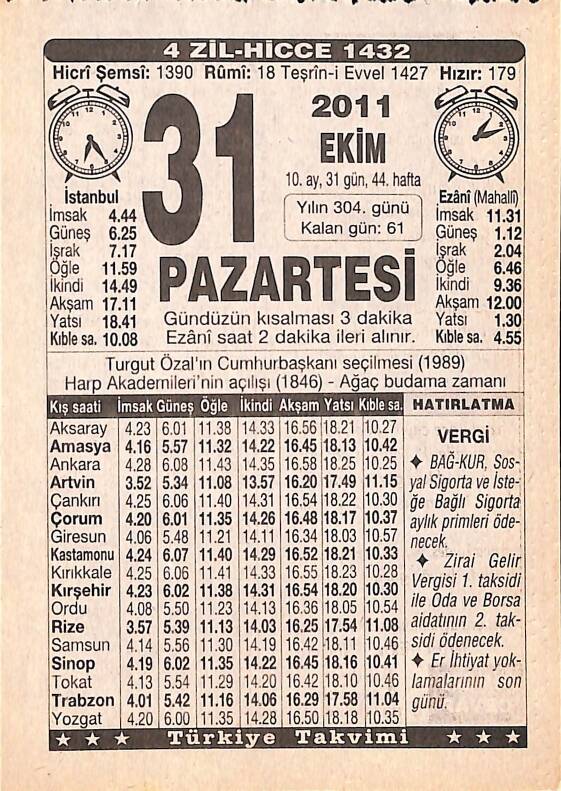 4 ZİL-HİCCE 1432
Hicrî Şemsî: 1390 Rûmî: 18 Teşrîn-i Evvel 1427 Hızır: 179
31
2011
EKİM
10. ay, 31 gün, 44. hafta
Yılın 304. günü
Kalan gün: 61
PAZARTESİ
Gündüzün kısalması 3 dakika
Ezânî saat 2 dakika ileri alınır.
İstanbul
İmsak 4.44
Güneş 6.25
İşrak 7.17
Öğle 11.59
İkindi 14.49
Akşam 17.11
Yatsı 18.41
Kıble sa. 10.08
Ezânî (Mahallî)
İmsak 11.31
Güneş 1.12
İşrak 2.04
Öğle 6.46
İkindi 9.36
Akşam 12.00
Yatsı 1.30
Kıble sa. 4.55
Turgut Özal'ın Cumhurbaşkanı seçilmesi (1989)
Harp Akademileri'nin açılışı (1846) - Ağaç budama zamanı
Kış saati İmsak Güneş Öğle İkindi Akşam Yatsı Kıble sa.
Aksaray 4.23 6.01 11.38 14.33 16.56 18.21 10.27
Amasya 4.16 5.57 11.32 14.22 16.45 18.13 10.42
Ankara 4.28 6.08 11.43 14.35 16.58 18.25 10.25
Artvin 3.52 5.34 11.08 13.57 16.20 17.49 11.15
Çankırı 4.25 6.06 11.40 14.31 16.54 18.22 10.30
Çorum 4.20 6.01 11.35 14.26 16.48 18.17 10.37
Giresun 4.06 5.48 11.21 14.11 16.34 18.03 10.57
Kastamonu 4.24 6.07 11.40 14.29 16.52 18.21 10.33
Kırıkkale 4.25 6.06 11.41 14.33 16.55 18.23 10.28
Kırşehir 4.23 6.02 11.38 14.31 16.54 18.20 10.30
Ordu 4.08 5.50 11.23 14.13 16.36 18.05 10.54
Rize 3.57 5.39 11.13 14.03 16.25 17.54 11.08
Samsun 4.14 5.56 11.30 14.19 16.42 18.11 10.46
Sinop 4.19 6.02 11.35 14.22 16.45 18.16 10.41
Tokat 4.13 5.54 11.29 14.20 16.42 18.10 10.46
Trabzon 4.01 5.42 11.16 14.06 16.29 17.58 11.04
Yozgat 4.20 6.00 11.35 14.28 16.50 18.18 10.35
HATIRLATMA
VERGİ
✦ BAĞ-KUR, Sos-
yal Sigorta ve İste-
ğe Bağlı Sigorta
aylık primleri öde-
necek.
✦ Zirai Gelir
Vergisi 1. taksidi
ile Oda ve Borsa
aidatının 2. tak-
sidi ödenecek.
✦ Er İhtiyat yok-
lamalarının son
günü.
★ ★ ★ Türkiye Takvimi ★ ★ ★